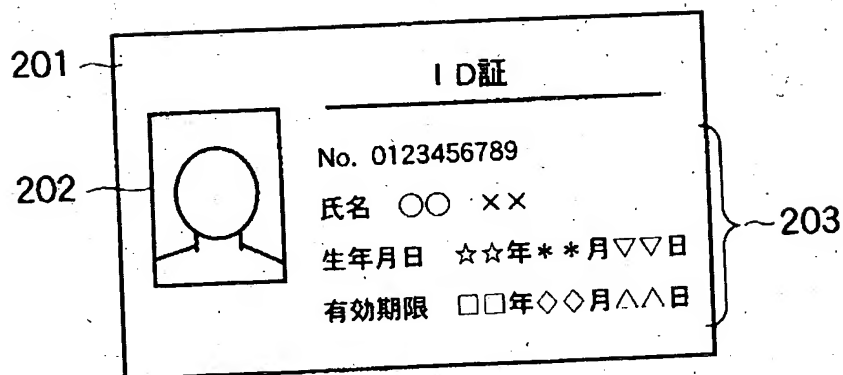 201
ID証
No. 0123456789
202
氏名 ○○ ××
203
生年月日 ☆☆年**月▽▽日
有効期限 □□年◇◇月△△日